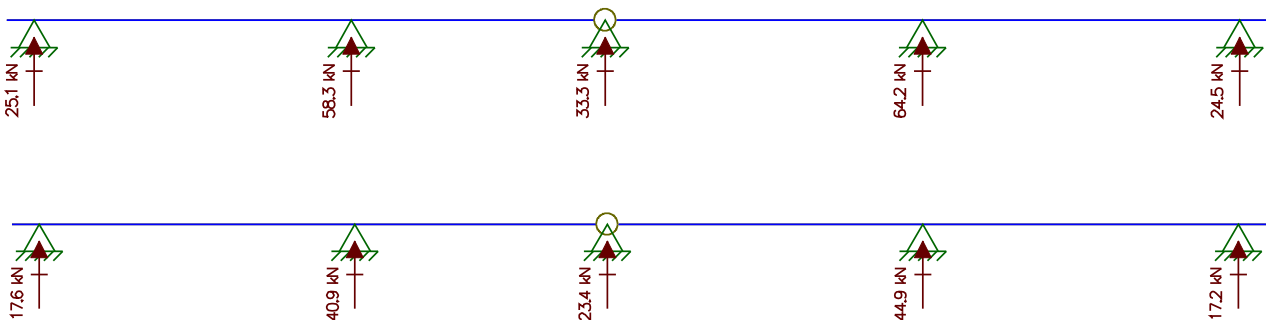 25.1 kN
58.3 kN
33.3 kN
64.2 kN
24.5 kN
17.6 kN
40.9 kN
23.4 kN
44.9 kN
17.2 kN